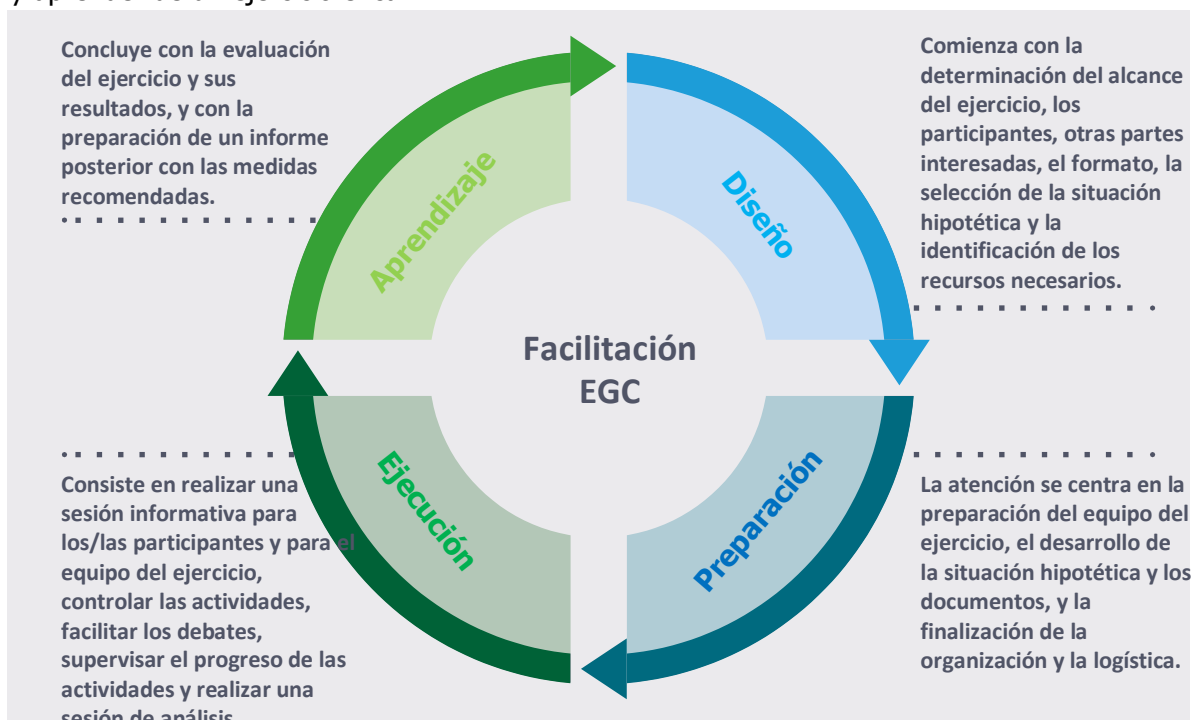 Concluye con la evaluación
del ejercicio y sus
resultados, y con la
preparación de un informe
posterior con las medidas
recomendadas.
Comienza con la
determinación del alcance
del ejercicio, los
participantes, otras partes
interesadas, el formato, la
selección de la situación
hipotética y la
identificación de los
recursos necesarios.
Aprendizaje
Diseño
Facilitación
EGC
Ejecución
Preparación
Consiste en realizar una
sesión informativa para
los/las participantes y para el
equipo del ejercicio,
controlar las actividades,
facilitar los debates,
supervisar el progreso de las
actividades y realizar una
sesión de análisis
La atención se centra en la
preparación del equipo del
ejercicio, el desarrollo de
la situación hipotética y los
documentos, y la
finalización de la
organización y la logística.